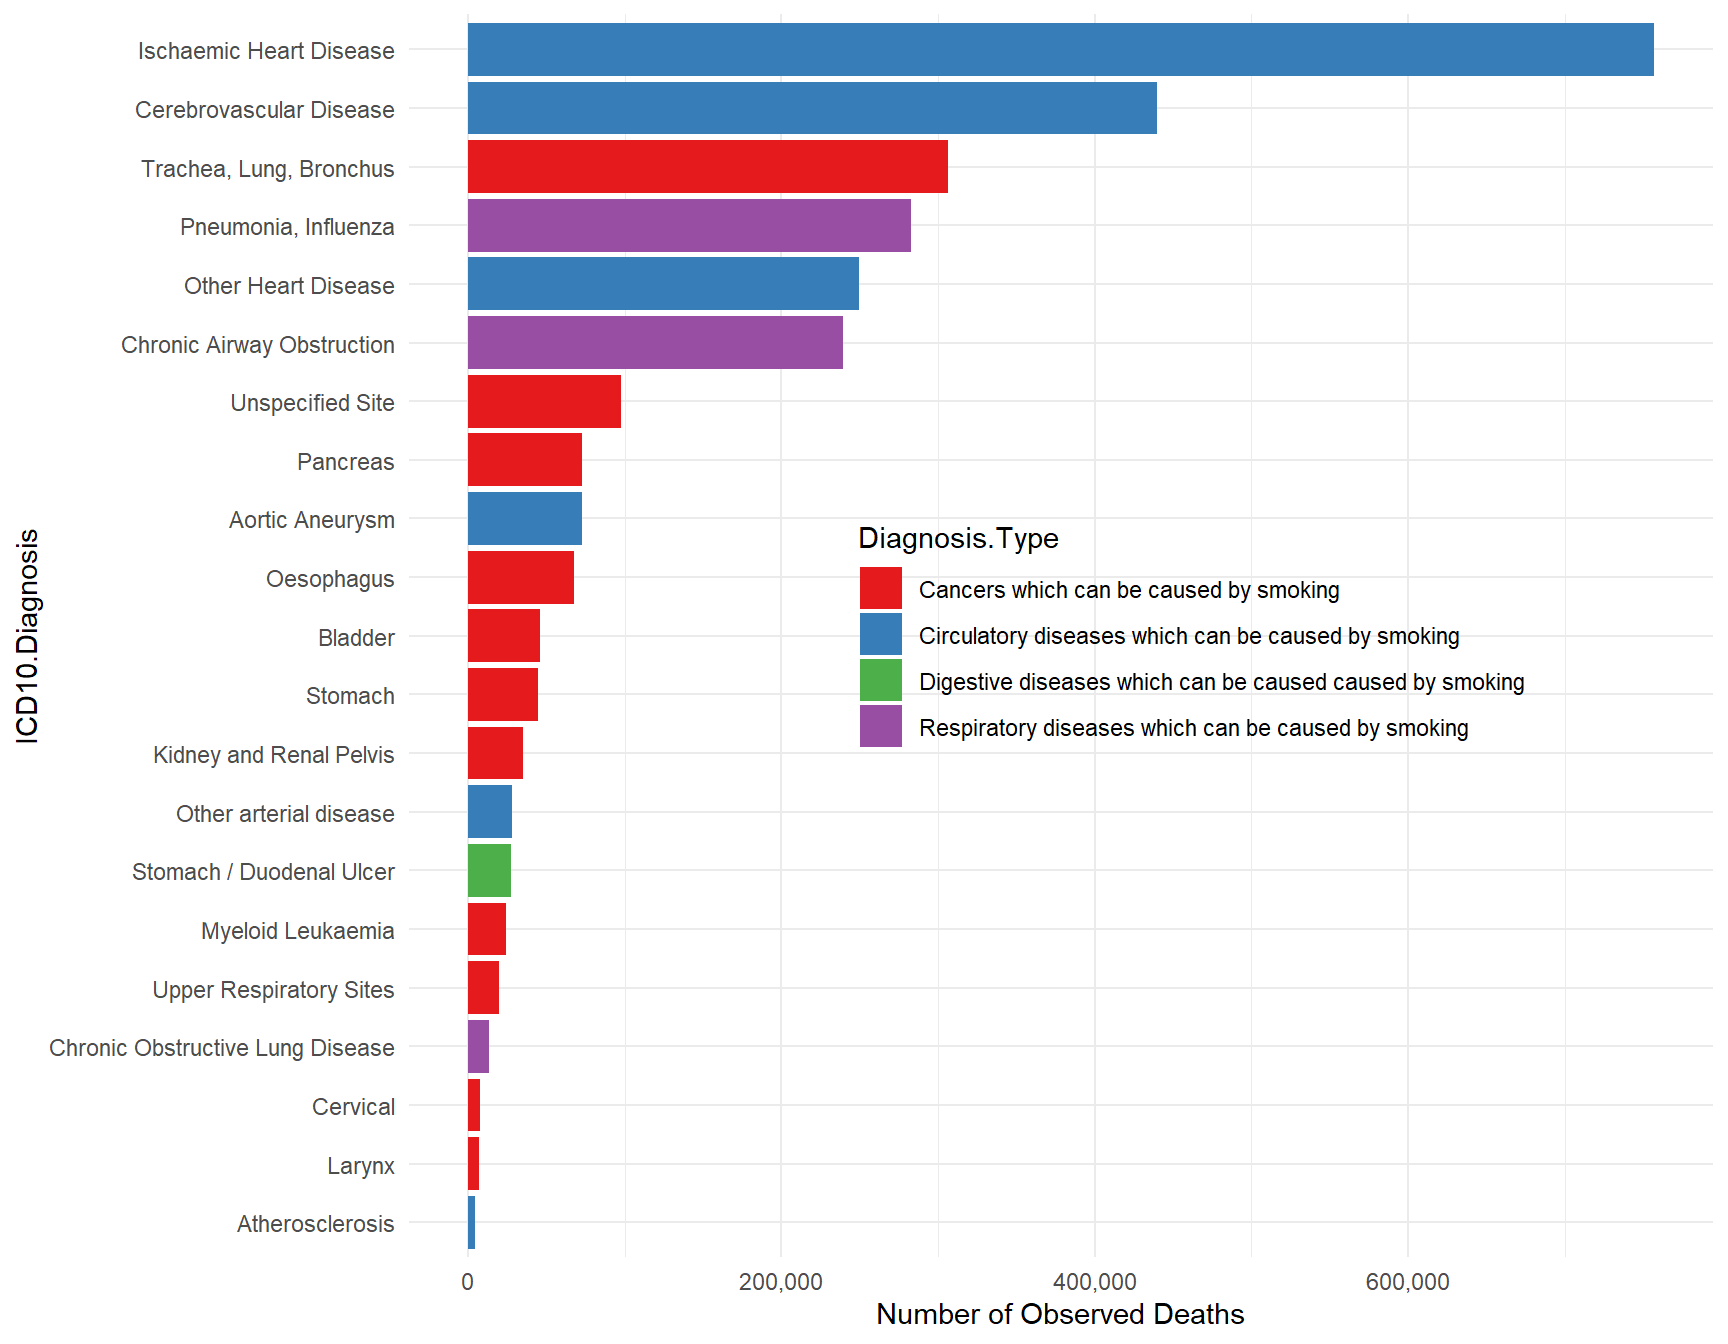 Ischaemic Heart Disease
Cerebrovascular Disease
Trachea, Lung, Bronchus
Pneumonia, Influenza
Other Heart Disease
Chronic Airway Obstruction
Unspecified Site
Pancreas
Aortic Aneurysm
Oesophagus
Bladder
Stomach
Kidney and Renal Pelvis
Other arterial disease
Stomach / Duodenal Ulcer
Myeloid Leukaemia
Upper Respiratory Sites
Chronic Obstructive Lung Disease
Cervical
Larynx
Atherosclerosis
ICD10.Diagnosis
Diagnosis.Type
Cancers which can be caused by smoking
Circulatory diseases which can be caused by smoking
Digestive diseases which can be caused caused by smoking
Respiratory diseases which can be caused by smoking
0 200,000 400,000 600,000
Number of Observed Deaths